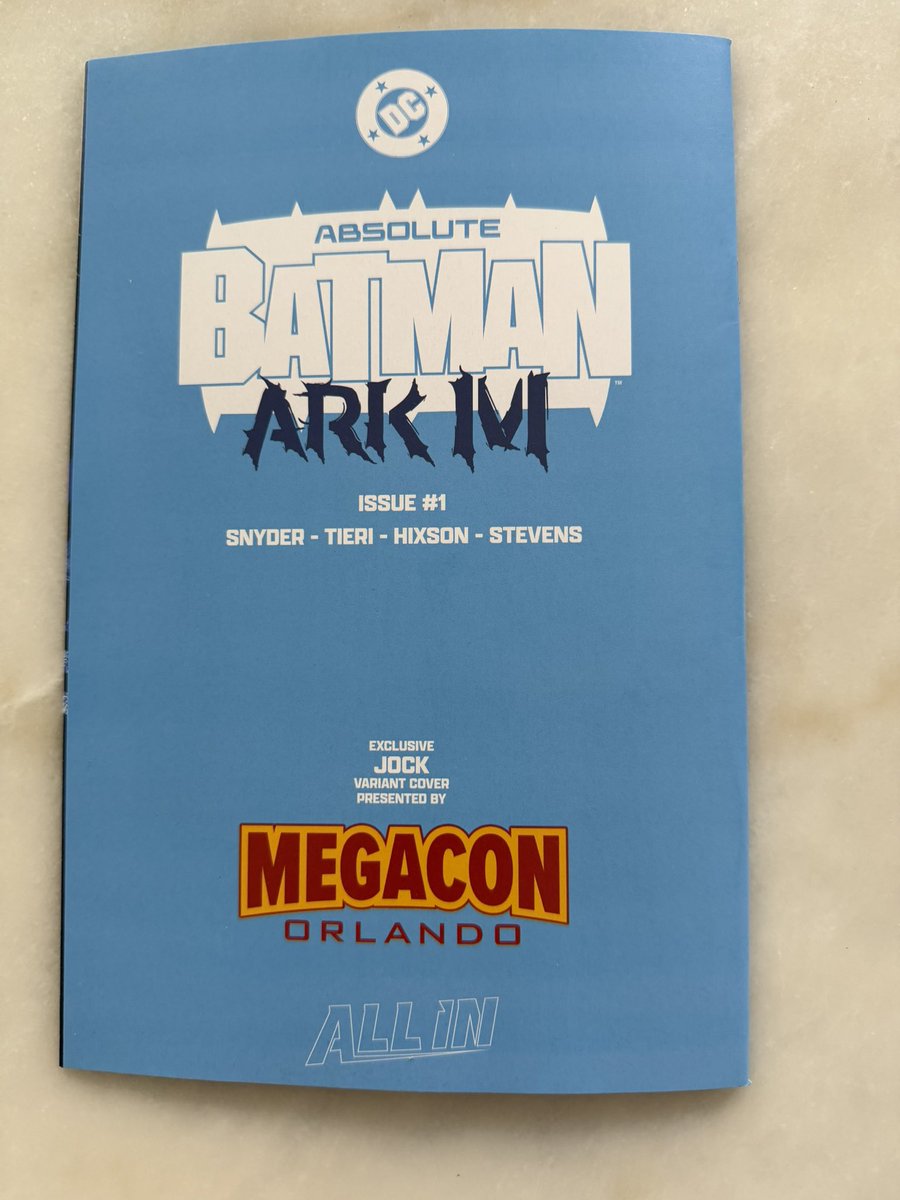 DC
ABSOLUTE
BATMAN
™
ARK M
ISSUE #1
SNYDER - TIERI - HIXSON - STEVENS
EXCLUSIVE
JOCK
VARIANT COVER
PRESENTED BY
MEGACON
ORLANDO
ALL IN